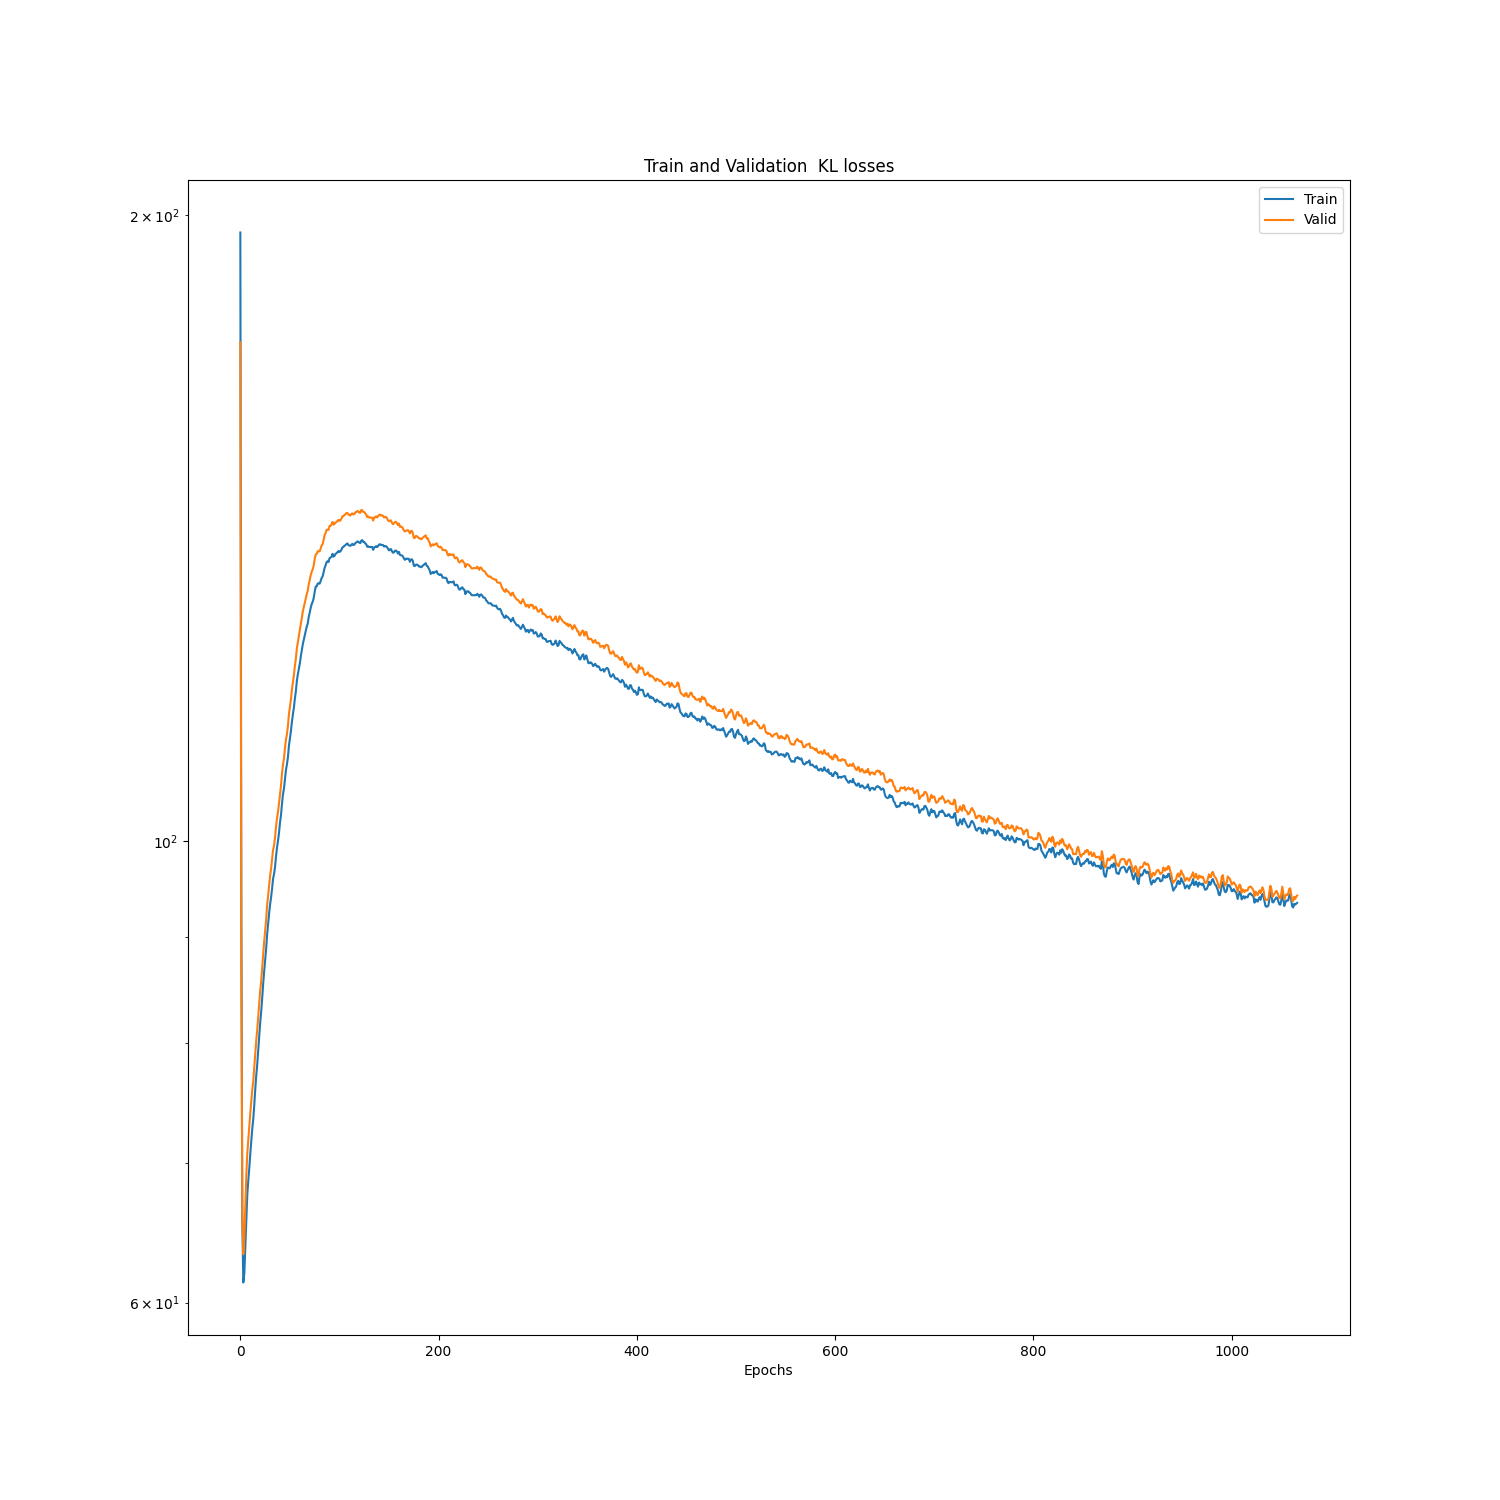 Train and Validation  KL losses
Train
Valid
2 × 10²
10²
6 × 10¹
0 200 400 600 800 1000
Epochs